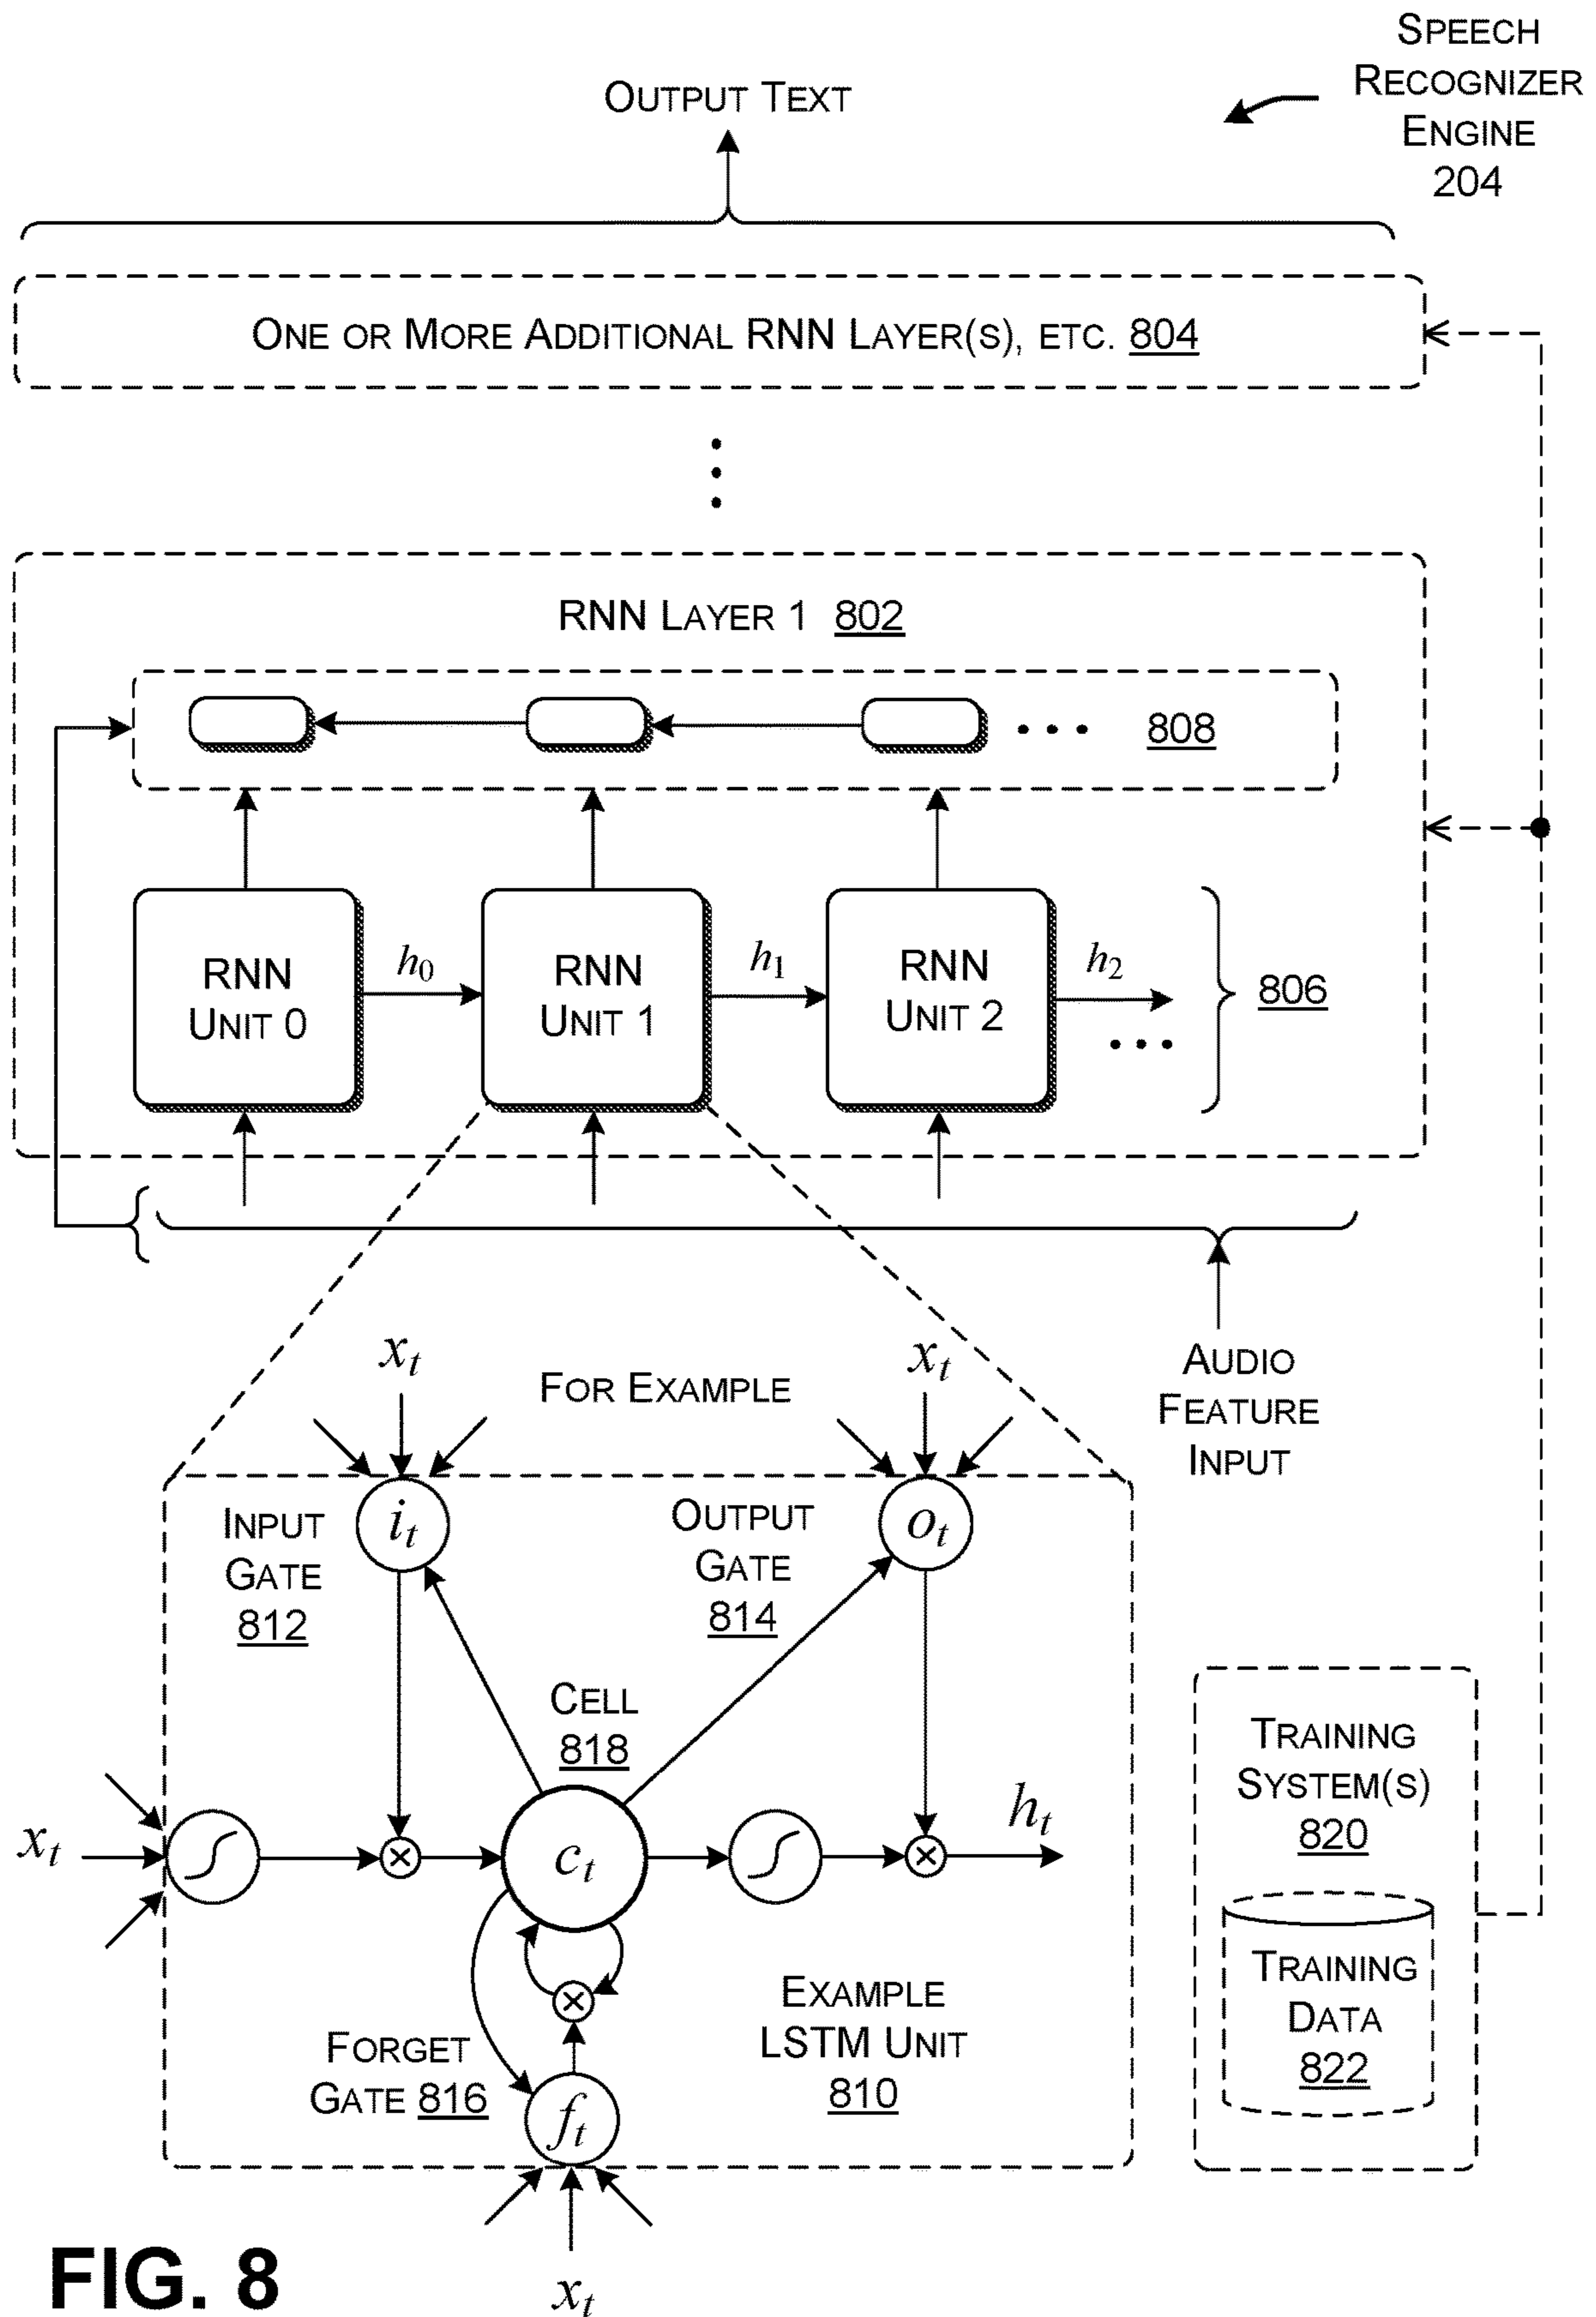 SPEECH
RECOGNIZER
ENGINE
204
OUTPUT TEXT
ONE OR MORE ADDITIONAL RNN LAYER(S), ETC. 804
RNN LAYER 1 802
808
RNN
UNIT 0
h0
RNN
UNIT 1
h1
RNN
UNIT 2
h2
806
AUDIO
FEATURE
INPUT
xt
FOR EXAMPLE
xt
INPUT
GATE
812
it
OUTPUT
GATE
814
ot
CELL
818
xt
ct
ht
FORGET
GATE 816
ft
EXAMPLE
LSTM UNIT
810
xt
TRAINING
SYSTEM(S)
820
TRAINING
DATA
822
FIG. 8